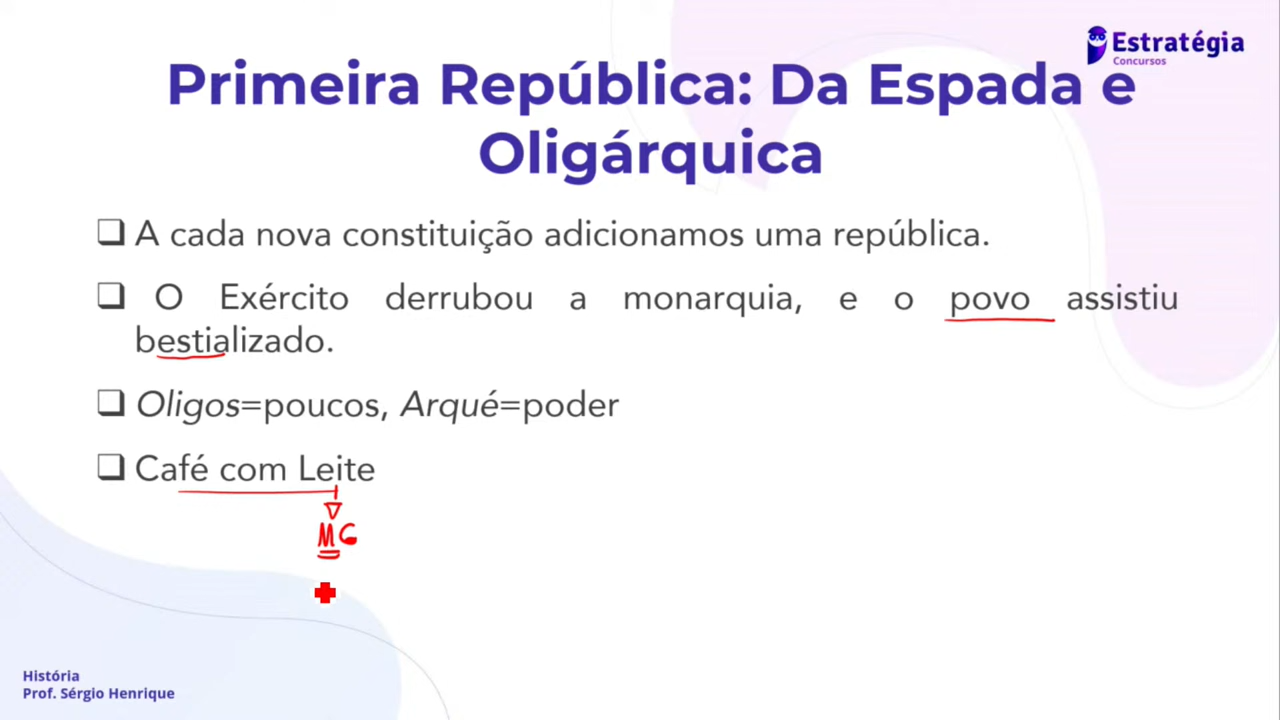 Estratégia
Concursos
Primeira República: Da Espada e
Oligárquica
❑ A cada nova constituição adicionamos uma república.
❑ O Exército derrubou a monarquia, e o povo assistiu
bestializado.
❑ Oligos=poucos, Arqué=poder
❑ Café com Leite
MG
História
Prof. Sérgio Henrique